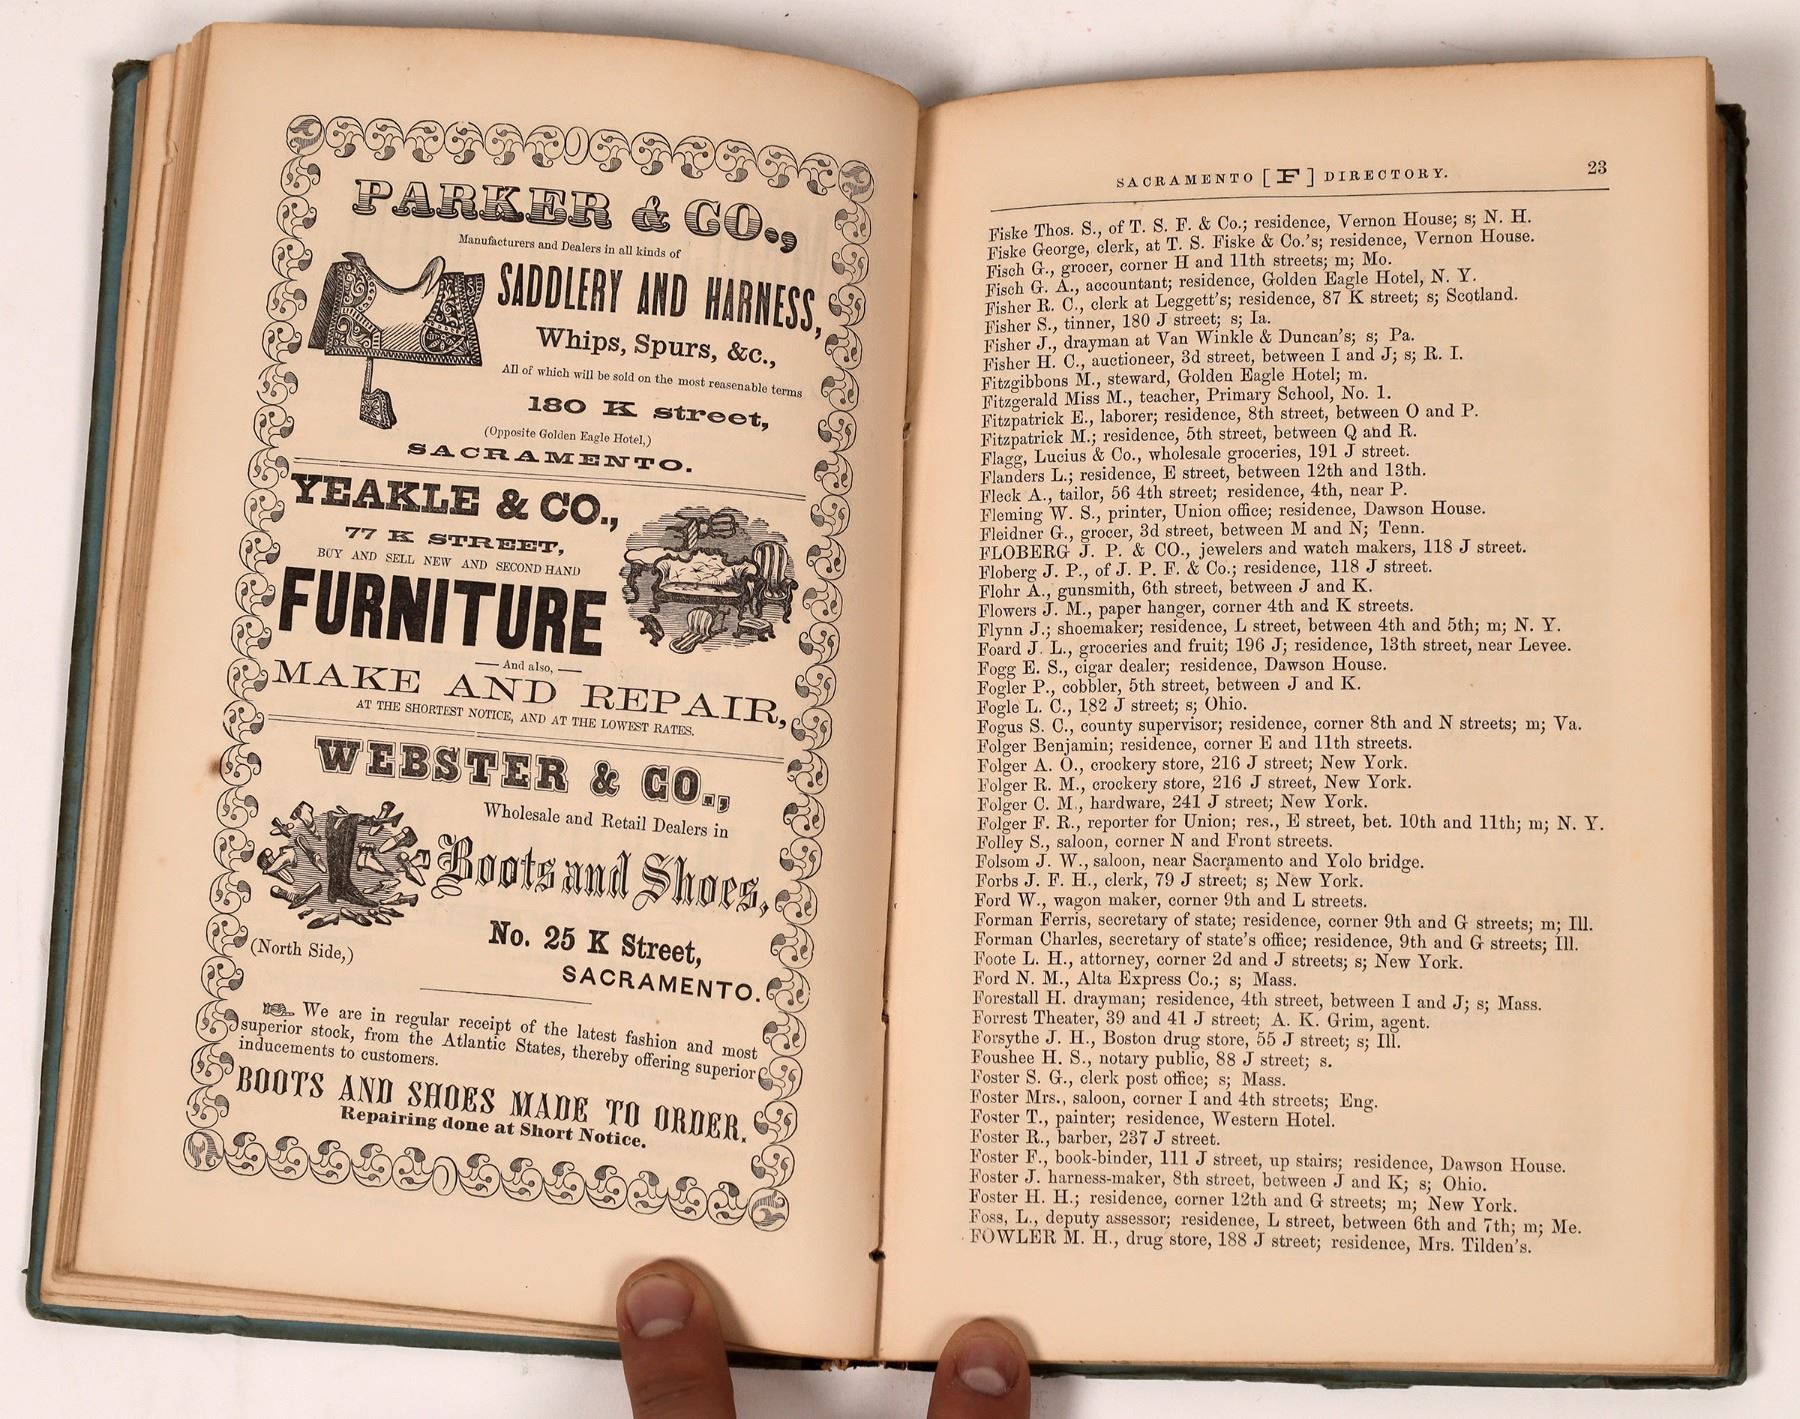 PARKER & CO.,
Manufacturers and Dealers in all kinds of
SADDLERY AND HARNESS,
Whips, Spurs, &c.,
All of which will be sold on the most reasenable terms
180 K street,
(Opposite Golden Eagle Hotel,)
SACRAMENTO.
YEAKLE & CO.,
77 K STREET,
BUY AND SELL NEW AND SECOND HAND
FURNITURE
And also,
MAKE AND REPAIR,
AT THE SHORTEST NOTICE, AND AT THE LOWEST RATES.
WEBSTER & CO.,
Wholesale and Retail Dealers in
Boots and Shoes,
No. 25 K Street,
(North Side,)
SACRAMENTO.
We are in regular receipt of the latest fashion and most
superior stock, from the Atlantic States, thereby offering superior
inducements to customers.
BOOTS AND SHOES MADE TO ORDER.
Repairing done at Short Notice.
SACRAMENTO [F] DIRECTORY. 23
Fiske Thos. S., of T. S. F. & Co.; residence, Vernon House; s; N. H.
Fiske George, clerk, at T. S. Fiske & Co.'s; residence, Vernon House.
Fisch G., grocer, corner H and 11th streets; m; Mo.
Fisch G. A., accountant; residence, Golden Eagle Hotel, N. Y.
Fisher R. C., clerk at Leggett's; residence, 87 K street; s; Scotland.
Fisher S., tinner, 180 J street; s; Ia.
Fisher J., drayman at Van Winkle & Duncan's; s; Pa.
Fisher H. C., auctioneer, 3d street, between I and J; s; R. I.
Fitzgibbons M., steward, Golden Eagle Hotel; m.
Fitzgerald Miss M., teacher, Primary School, No. 1.
Fitzpatrick E., laborer; residence, 8th street, between O and P.
Fitzpatrick M.; residence, 5th street, between Q and R.
Flagg, Lucius & Co., wholesale groceries, 191 J street.
Flanders L.; residence, E street, between 12th and 13th.
Fleck A., tailor, 56 4th street; residence, 4th, near P.
Fleming W. S., printer, Union office; residence, Dawson House.
Fleidner G., grocer, 3d street, between M and N; Tenn.
FLOBERG J. P. & CO., jewelers and watch makers, 118 J street.
Floberg J. P., of J. P. F. & Co.; residence, 118 J street.
Flohr A., gunsmith, 6th street, between J and K.
Flowers J. M., paper hanger, corner 4th and K streets.
Flynn J.; shoemaker; residence, L street, between 4th and 5th; m; N. Y.
Foard J. L., groceries and fruit; 196 J; residence, 13th street, near Levee.
Fogg E. S., cigar dealer; residence, Dawson House.
Fogler P., cobbler, 5th street, between J and K.
Fogle L. C., 182 J street; s; Ohio.
Fogus S. C., county supervisor; residence, corner 8th and N streets; m; Va.
Folger Benjamin; residence, corner E and 11th streets.
Folger A. O., crockery store, 216 J street; New York.
Folger R. M., crockery store, 216 J street, New York.
Folger C. M., hardware, 241 J street; New York.
Folger F. R., reporter for Union; res., E street, bet. 10th and 11th; m; N. Y.
Folley S., saloon, corner N and Front streets.
Folsom J. W., saloon, near Sacramento and Yolo bridge.
Forbs J. F. H., clerk, 79 J street; s; New York.
Ford W., wagon maker, corner 9th and L streets.
Forman Ferris, secretary of state; residence, corner 9th and G streets; m; Ill.
Forman Charles, secretary of state's office; residence, 9th and G streets; Ill.
Foote L. H., attorney, corner 2d and J streets; s; New York.
Ford N. M., Alta Express Co.; s; Mass.
Forestall H. drayman; residence, 4th street, between I and J; s; Mass.
Forrest Theater, 39 and 41 J street; A. K. Grim, agent.
Forsythe J. H., Boston drug store, 55 J street; s; Ill.
Foushee H. S., notary public, 88 J street; s.
Foster S. G., clerk post office; s; Mass.
Foster Mrs., saloon, corner I and 4th streets; Eng.
Foster T., painter; residence, Western Hotel.
Foster R., barber, 237 J street.
Foster F., book-binder, 111 J street, up stairs; residence, Dawson House.
Foster J. harness-maker, 8th street, between J and K; s; Ohio.
Foster H. H.; residence, corner 12th and G streets; m; New York.
Foss, L., deputy assessor; residence, L street, between 6th and 7th; m; Me.
FOWLER M. H., drug store, 188 J street; residence, Mrs. Tilden's.